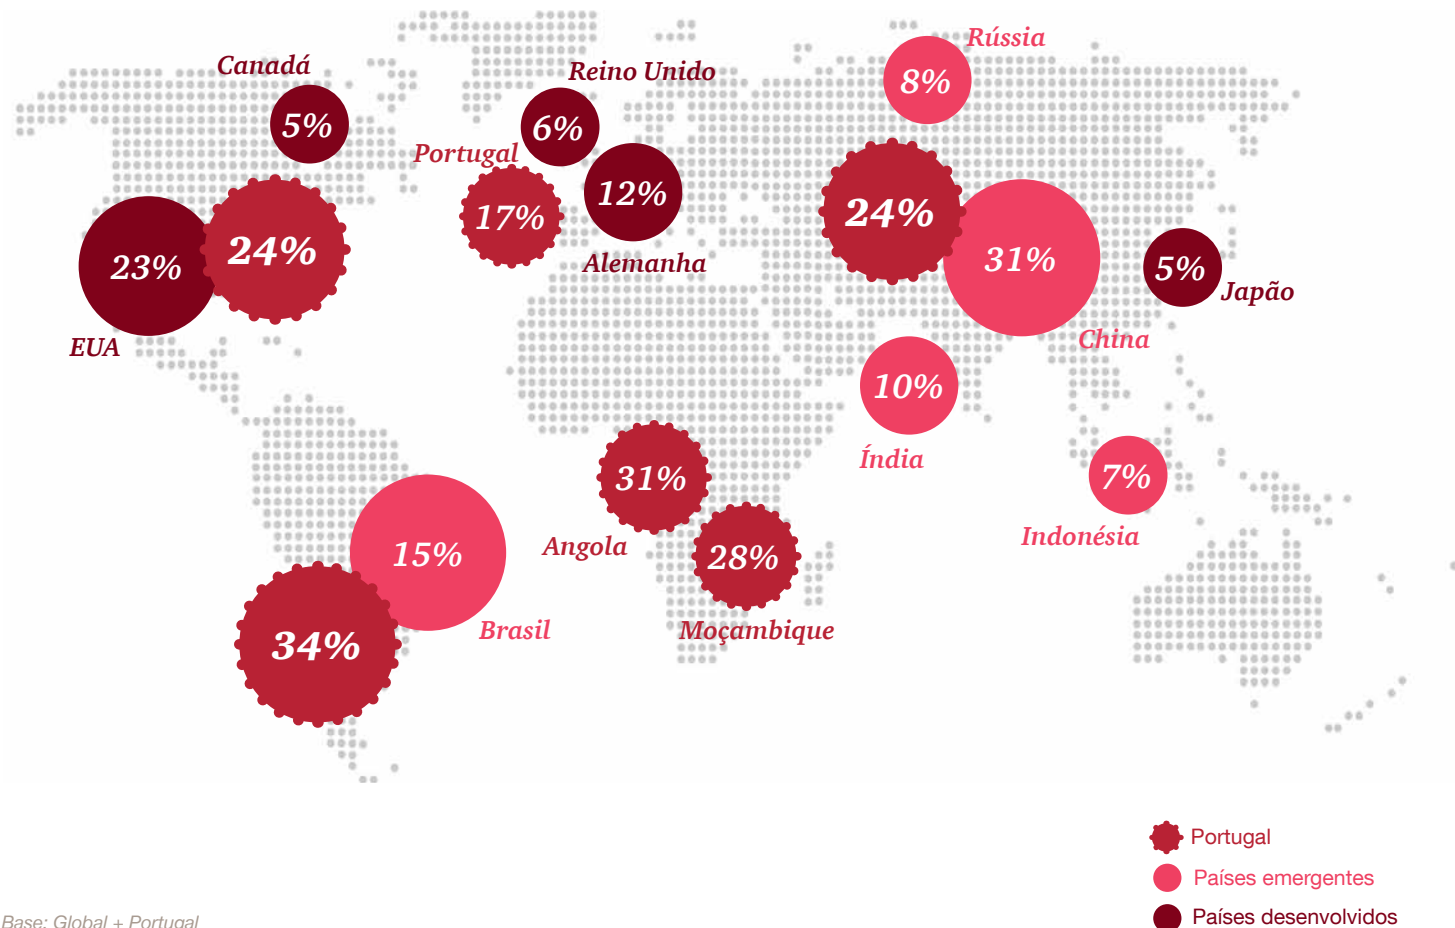 Rússia
Canadá
Reino Unido
8%
5%
6%
Portugal
12%
17%
24%
24%
23%
31%
5%
Alemanha
Japão
EUA
China
10%
Índia
31%
7%
Indonésia
Angola
15%
28%
Brasil
Moçambique
34%
Portugal
Países emergentes
Países desenvolvidos
Base: Global + Portugal